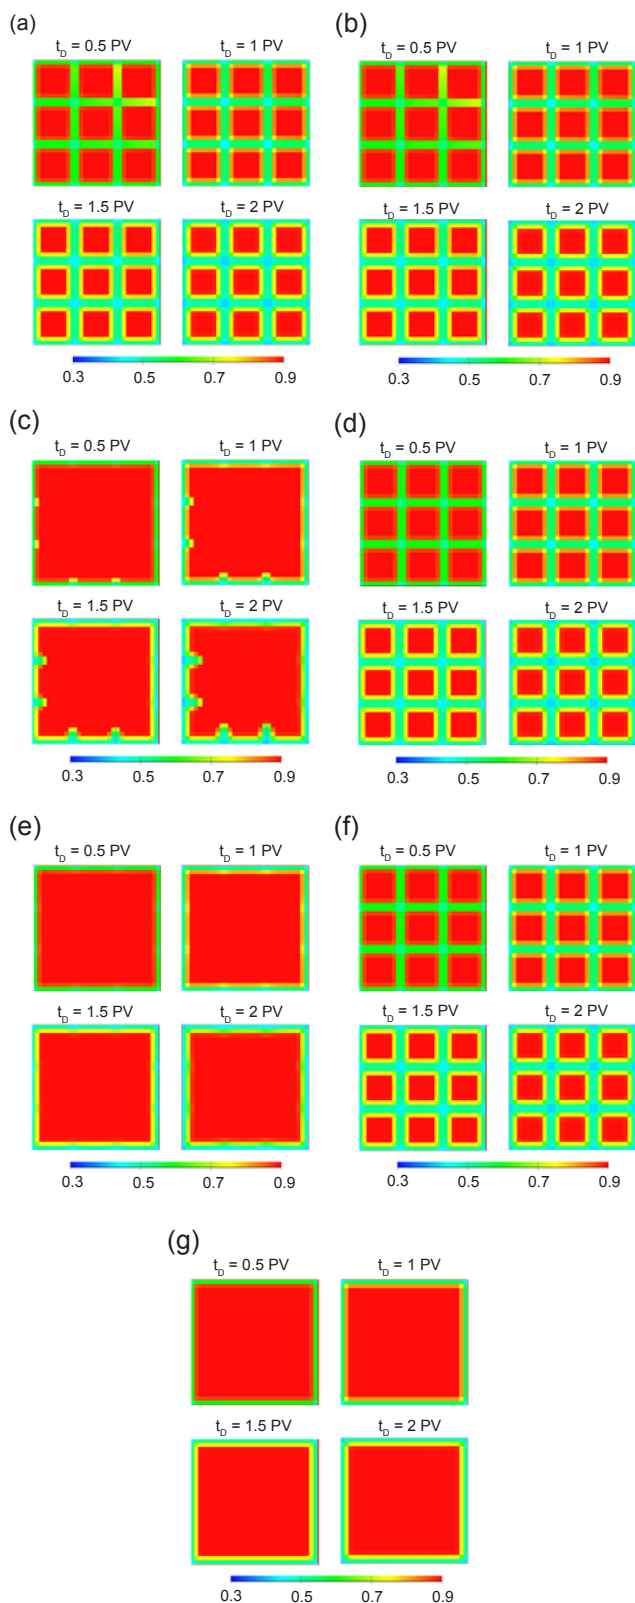 (a) (b)
t_D = 0.5 PV t_D = 1 PV t_D = 0.5 PV t_D = 1 PV
t_D = 1.5 PV t_D = 2 PV t_D = 1.5 PV t_D = 2 PV
0.3 0.5 0.7 0.9 0.3 0.5 0.7 0.9
(c) (d)
t_D = 0.5 PV t_D = 1 PV t_D = 0.5 PV t_D = 1 PV
t_D = 1.5 PV t_D = 2 PV t_D = 1.5 PV t_D = 2 PV
0.3 0.5 0.7 0.9 0.3 0.5 0.7 0.9
(e) (f)
t_D = 0.5 PV t_D = 1 PV t_D = 0.5 PV t_D = 1 PV
t_D = 1.5 PV t_D = 2 PV t_D = 1.5 PV t_D = 2 PV
0.3 0.5 0.7 0.9 0.3 0.5 0.7 0.9
(g)
t_D = 0.5 PV t_D = 1 PV
t_D = 1.5 PV t_D = 2 PV
0.3 0.5 0.7 0.9